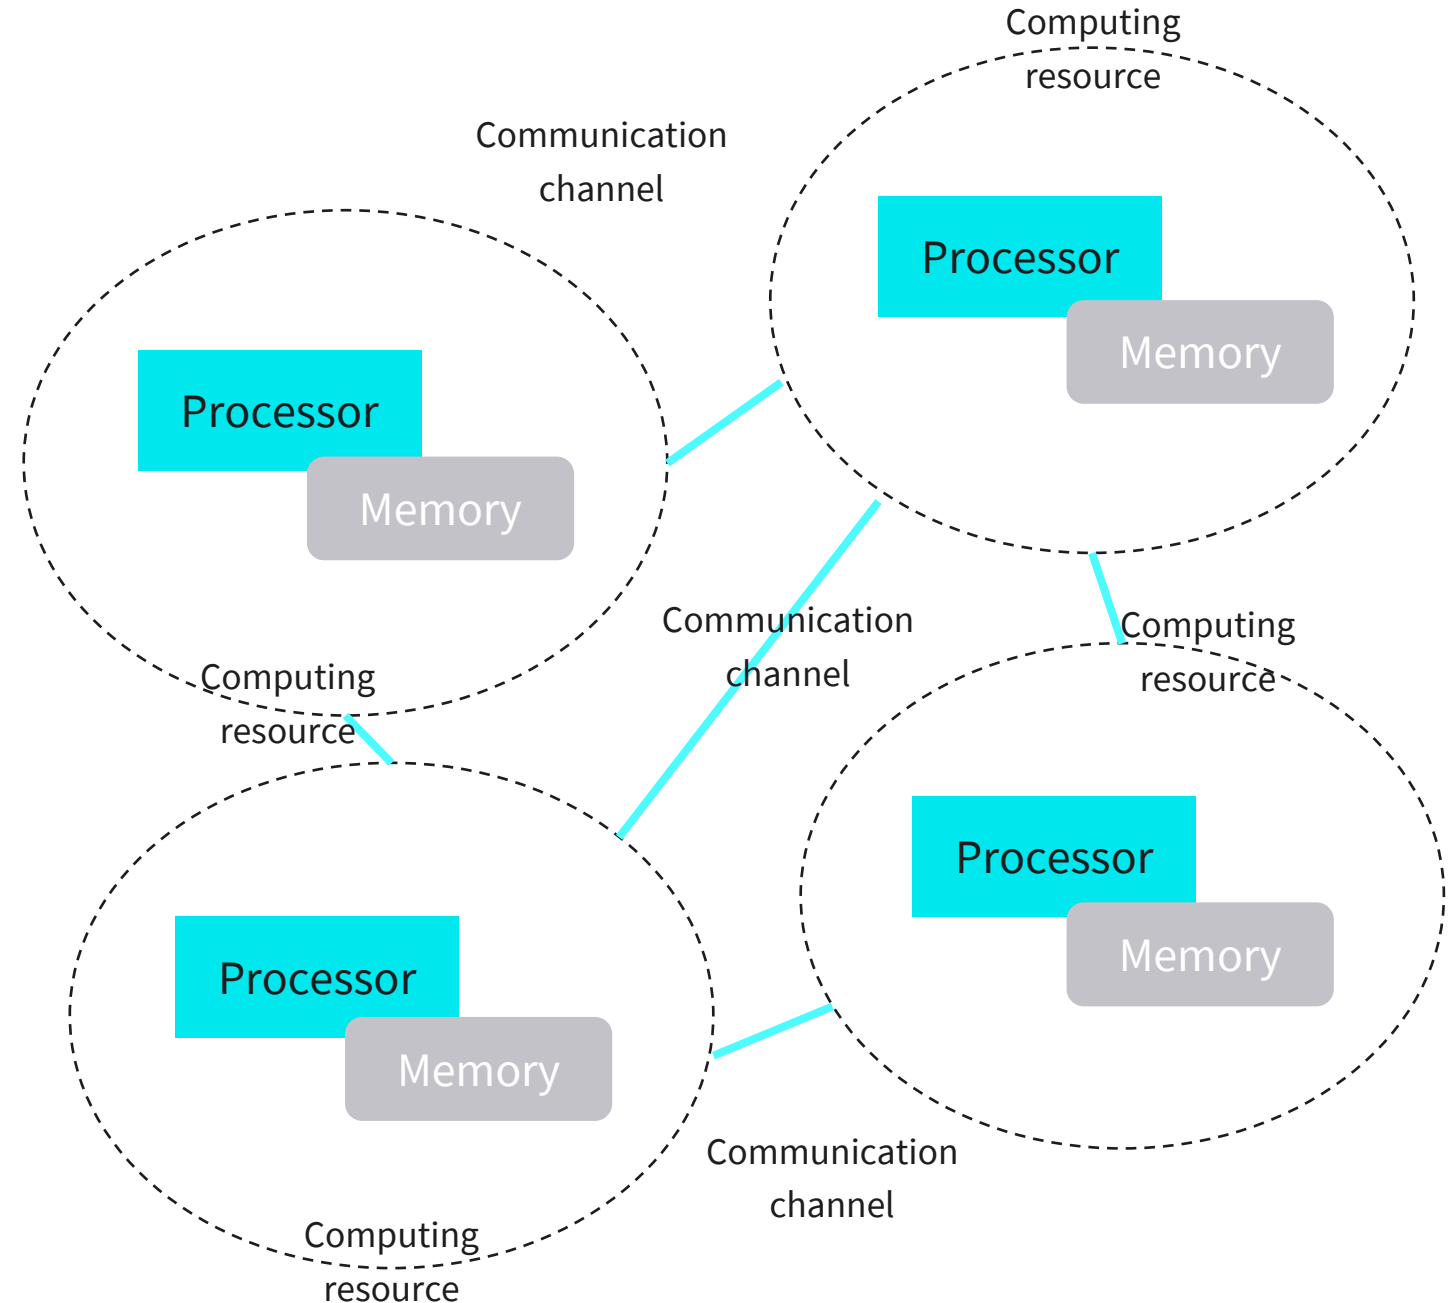 Computing
resource
Communication
channel
Processor
Memory
Processor
Memory
Communication
channel
Computing
resource
Computing
resource
Processor
Memory
Processor
Memory
Communication
channel
Computing
resource